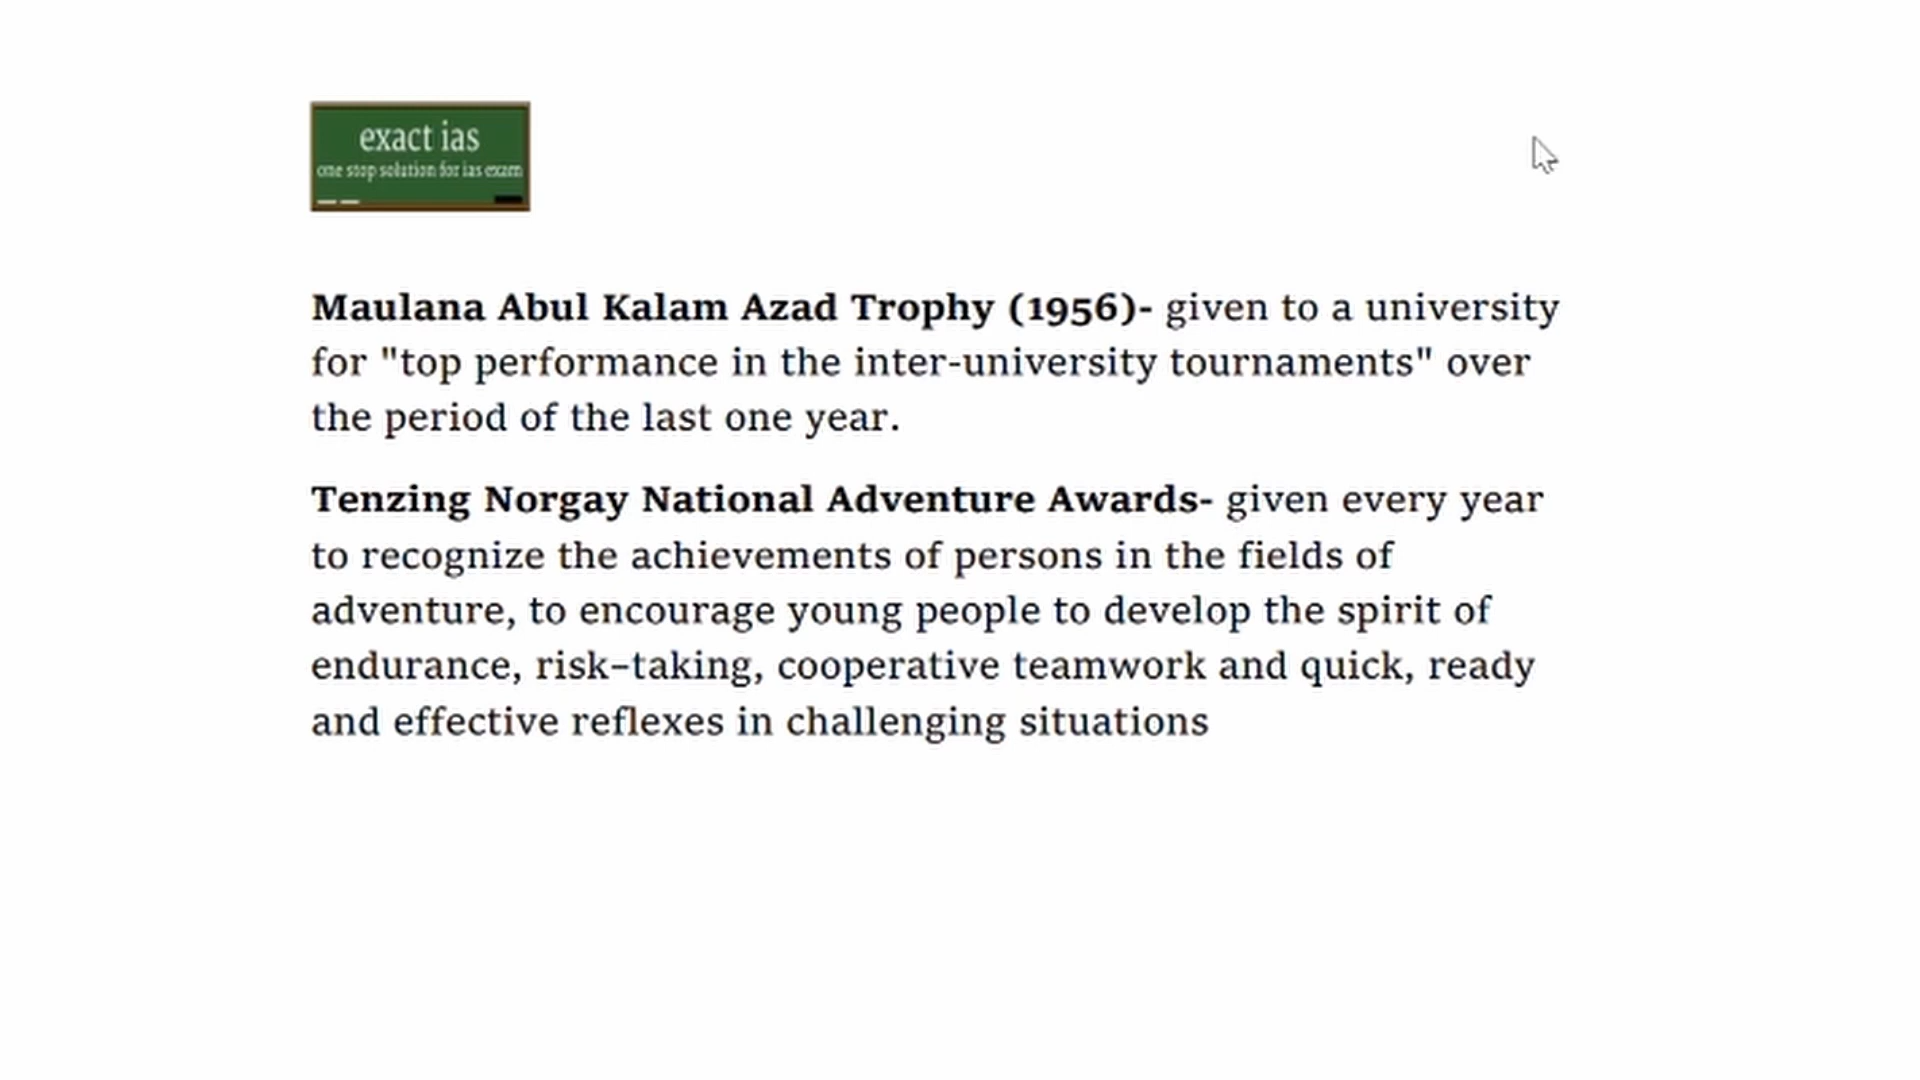 exact ias
one stop solution for ias exam
Maulana Abul Kalam Azad Trophy (1956)- given to a university
for "top performance in the inter-university tournaments" over
the period of the last one year.
Tenzing Norgay National Adventure Awards- given every year
to recognize the achievements of persons in the fields of
adventure, to encourage young people to develop the spirit of
endurance, risk–taking, cooperative teamwork and quick, ready
and effective reflexes in challenging situations